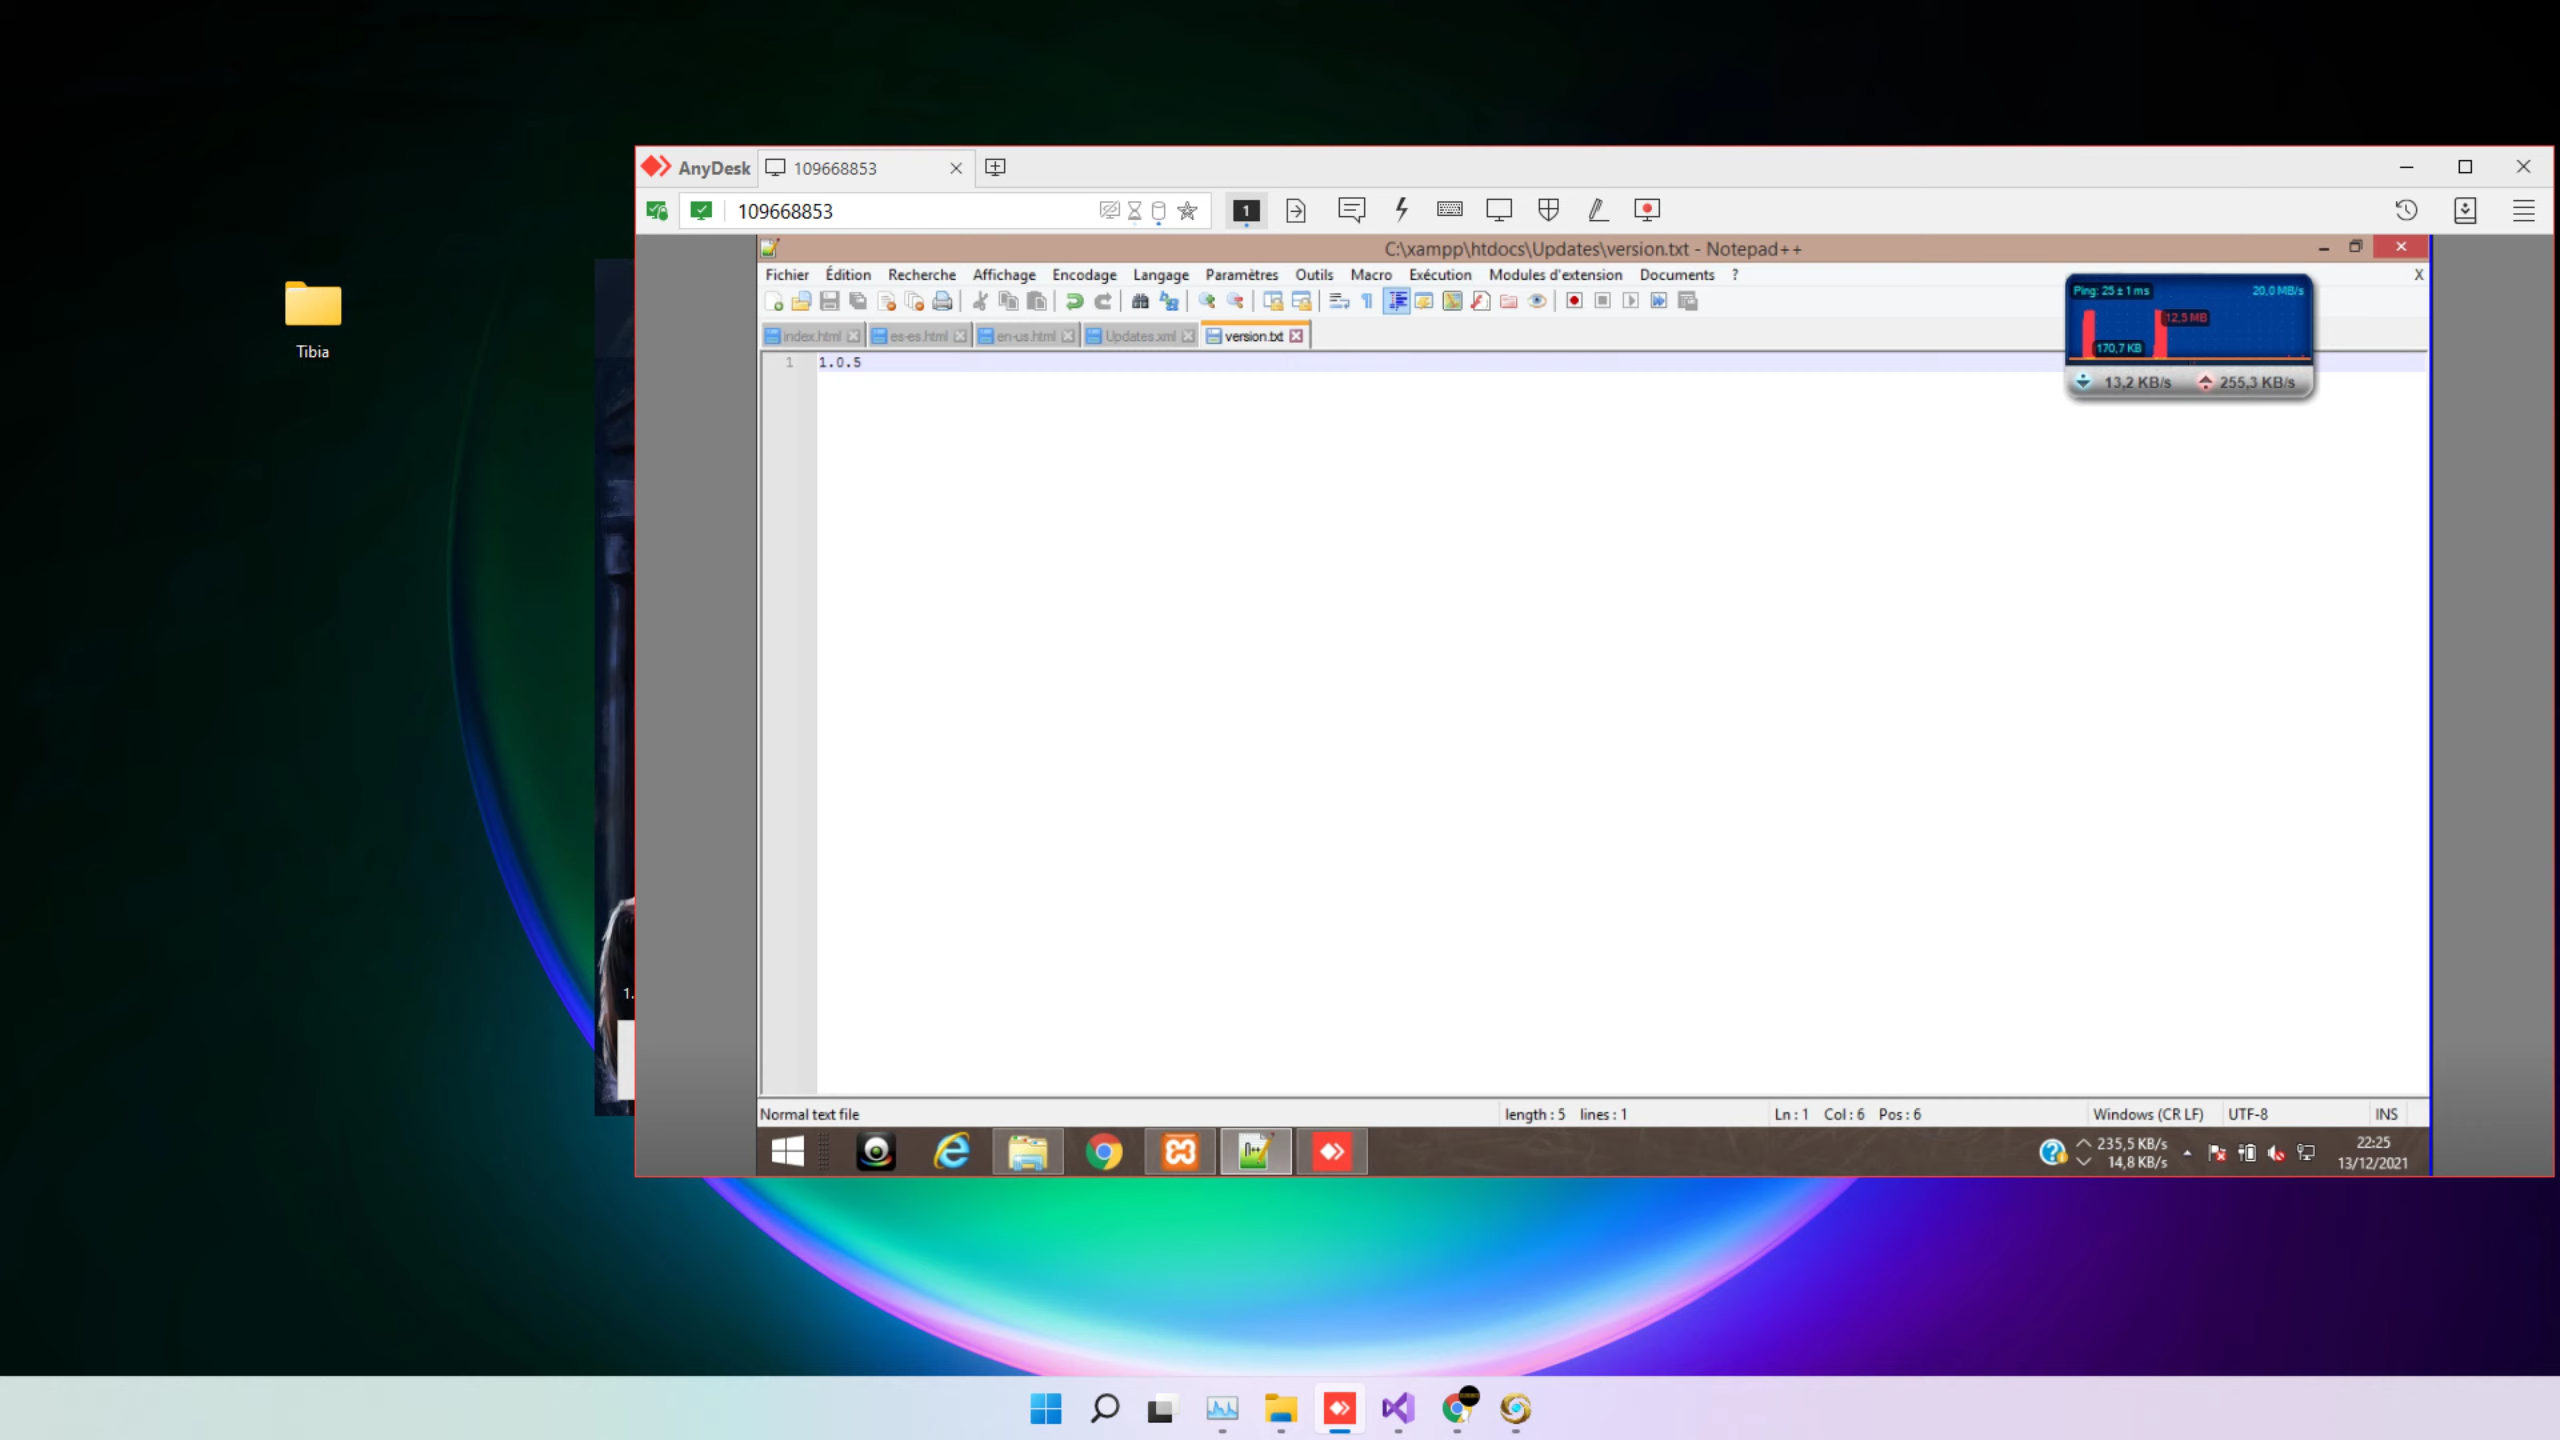 Tibia
AnyDesk
109668853
109668853
1
C:\xampp\htdocs\Updates\version.txt - Notepad++
Fichier Édition Recherche Affichage Encodage Langage Paramètres Outils Macro Exécution Modules d'extension Documents ?
X
index.html es-es.html en-us.html Updates.xml version.txt
1 1.0.5
Ping: 25 ± 1 ms 20,0 MB/s
12,5 MB
170,7 KB
13,2 KB/s 255,3 KB/s
1.
Normal text file length : 5 lines : 1 Ln : 1 Col : 6 Pos : 6 Windows (CR LF) UTF-8 INS
235,5 KB/s
14,8 KB/s
22:25
13/12/2021